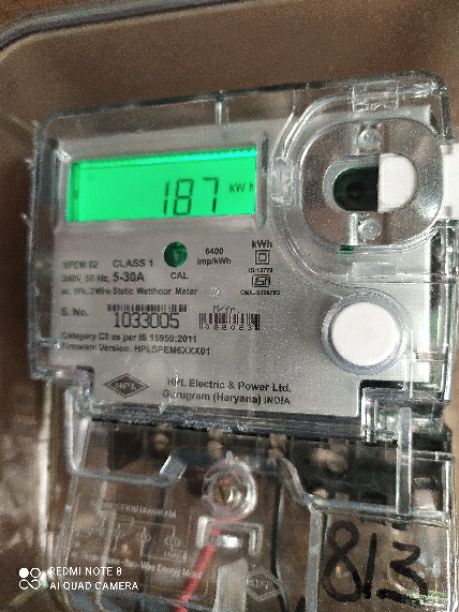 187 kW h
CLASS 1
5-30A
CAL
6400
imp/kWh
kWh
IS:13779
240V, 50 Hz,
ac. 1Ph, 2Wire Static Watthour Meter
S. No.
1033005
M/Yr.
Category C2 as per IS 15959:2011
Firmware Version: HPLSPEM6XXX01
HPL
HPL Electric & Power Ltd.
Gurugram (Haryana) INDIA
813
REDMI NOTE 8
AI QUAD CAMERA